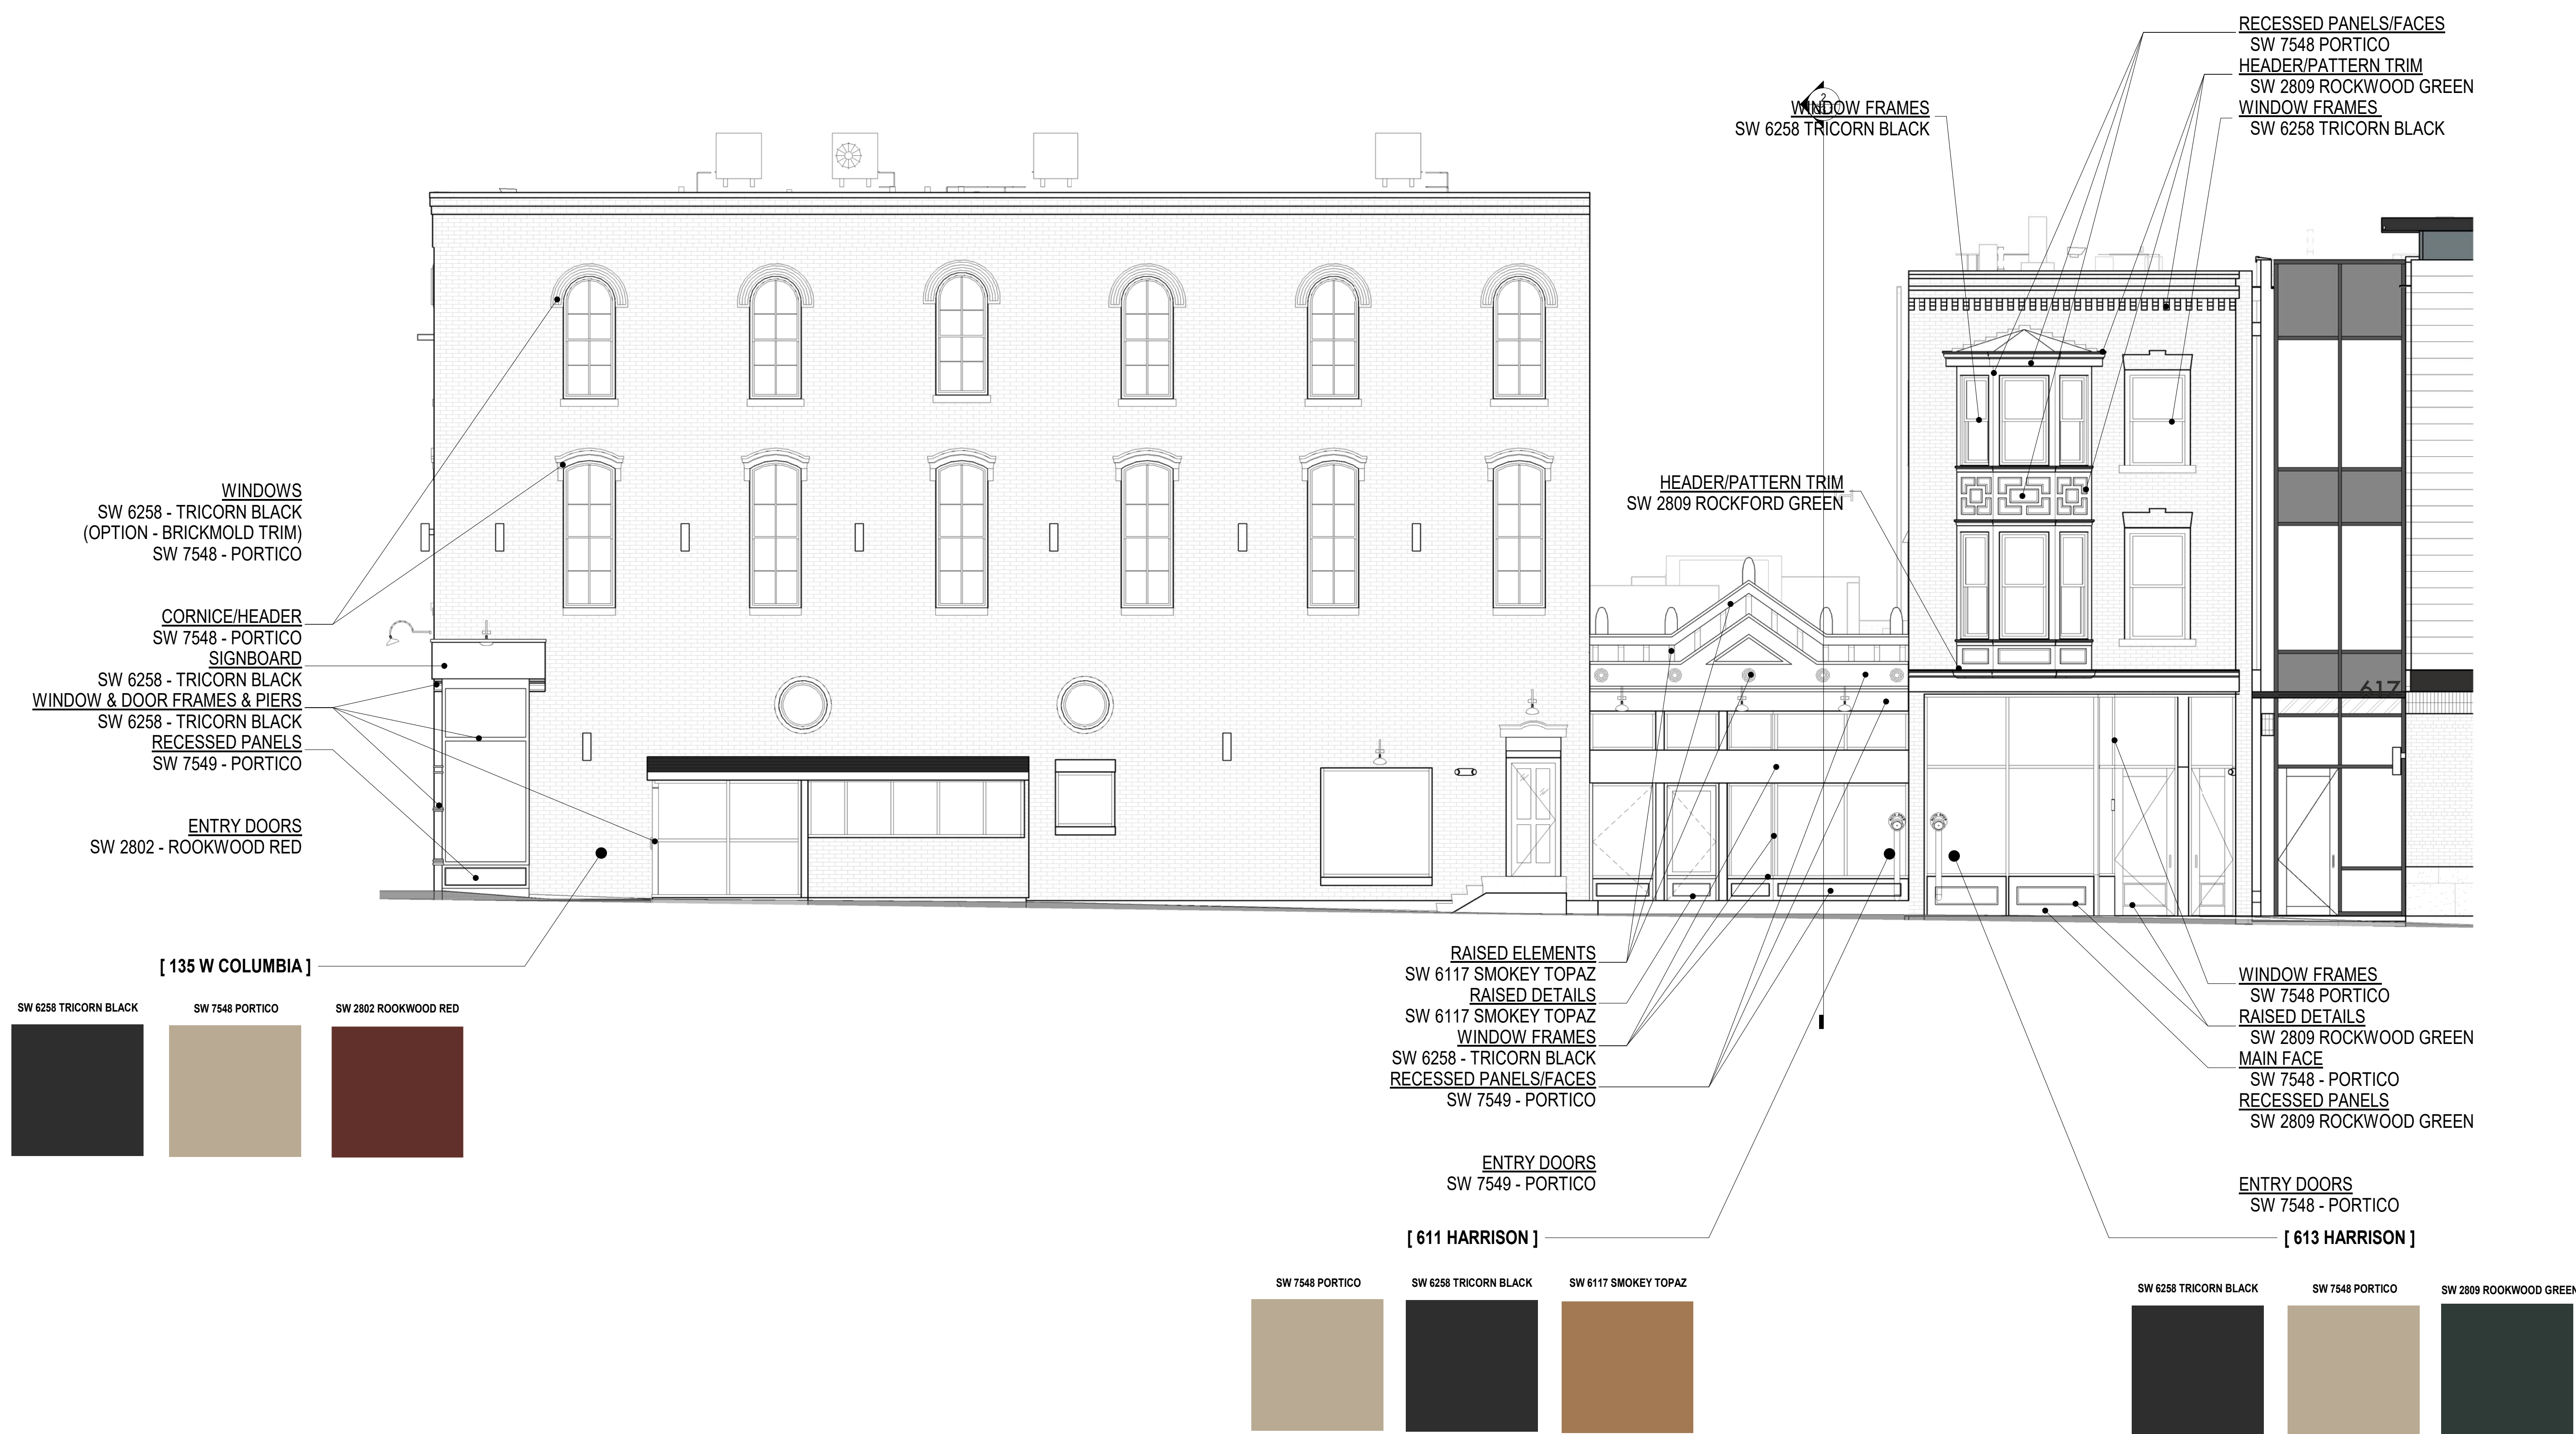 RECESSED PANELS/FACES
SW 7548 PORTICO
HEADER/PATTERN TRIM
SW 2809 ROCKWOOD GREEN
WINDOW FRAMES
SW 6258 TRICORN BLACK
2
WINDOW FRAMES
SW 6258 TRICORN BLACK
HEADER/PATTERN TRIM
SW 2809 ROCKFORD GREEN
WINDOWS
SW 6258 - TRICORN BLACK
(OPTION - BRICKMOLD TRIM)
SW 7548 - PORTICO
CORNICE/HEADER
SW 7548 - PORTICO
SIGNBOARD
SW 6258 - TRICORN BLACK
WINDOW & DOOR FRAMES & PIERS
SW 6258 - TRICORN BLACK
RECESSED PANELS
SW 7549 - PORTICO
ENTRY DOORS
SW 2802 - ROOKWOOD RED
617
[ 135 W COLUMBIA ]
SW 6258 TRICORN BLACK
SW 7548 PORTICO
SW 2802 ROOKWOOD RED
RAISED ELEMENTS
SW 6117 SMOKEY TOPAZ
RAISED DETAILS
SW 6117 SMOKEY TOPAZ
WINDOW FRAMES
SW 6258 - TRICORN BLACK
RECESSED PANELS/FACES
SW 7549 - PORTICO
ENTRY DOORS
SW 7549 - PORTICO
[ 611 HARRISON ]
SW 7548 PORTICO
SW 6258 TRICORN BLACK
SW 6117 SMOKEY TOPAZ
WINDOW FRAMES
SW 7548 PORTICO
RAISED DETAILS
SW 2809 ROCKWOOD GREEN
MAIN FACE
SW 7548 - PORTICO
RECESSED PANELS
SW 2809 ROCKWOOD GREEN
ENTRY DOORS
SW 7548 - PORTICO
[ 613 HARRISON ]
SW 6258 TRICORN BLACK
SW 7548 PORTICO
SW 2809 ROOKWOOD GREEN